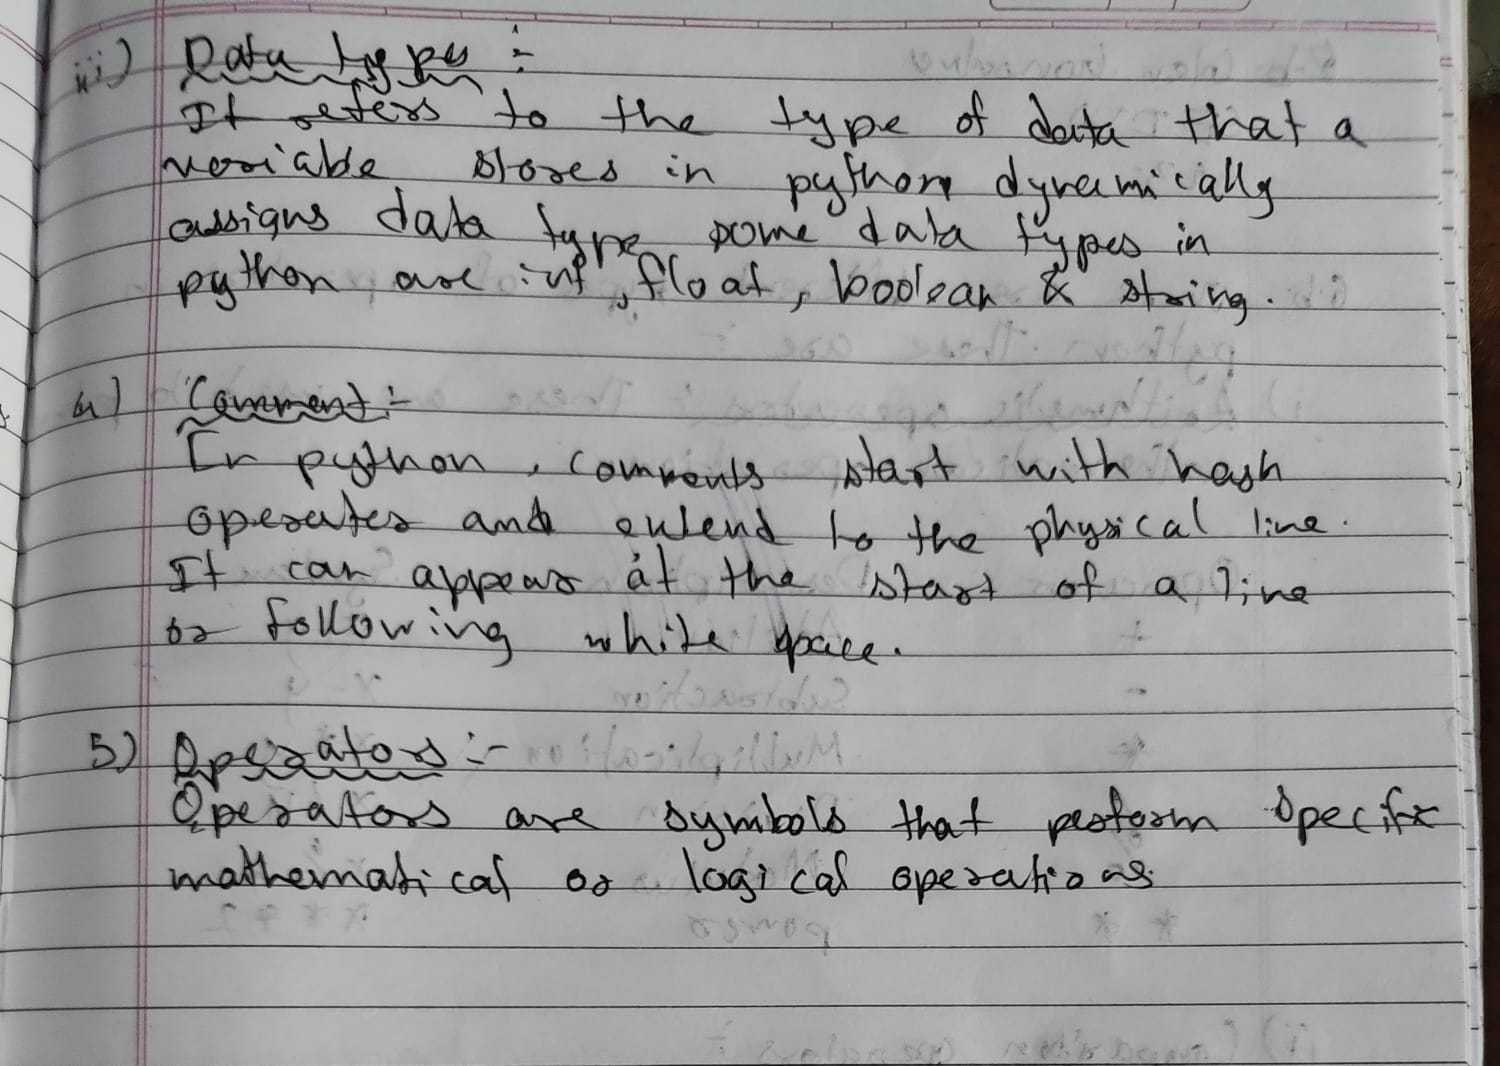 iii) Data types :-
It refers to the type of data that a
variable stores in python dynamically
assigns data type some data types in
python are int, float, boolean & string.
4) Comment :-
In python, comments start with hash
operates and extend to the physical line.
It can appear at the start of a line
or following white space.
5) Operators :-
Operators are symbols that perform specific
mathematical or logical operations